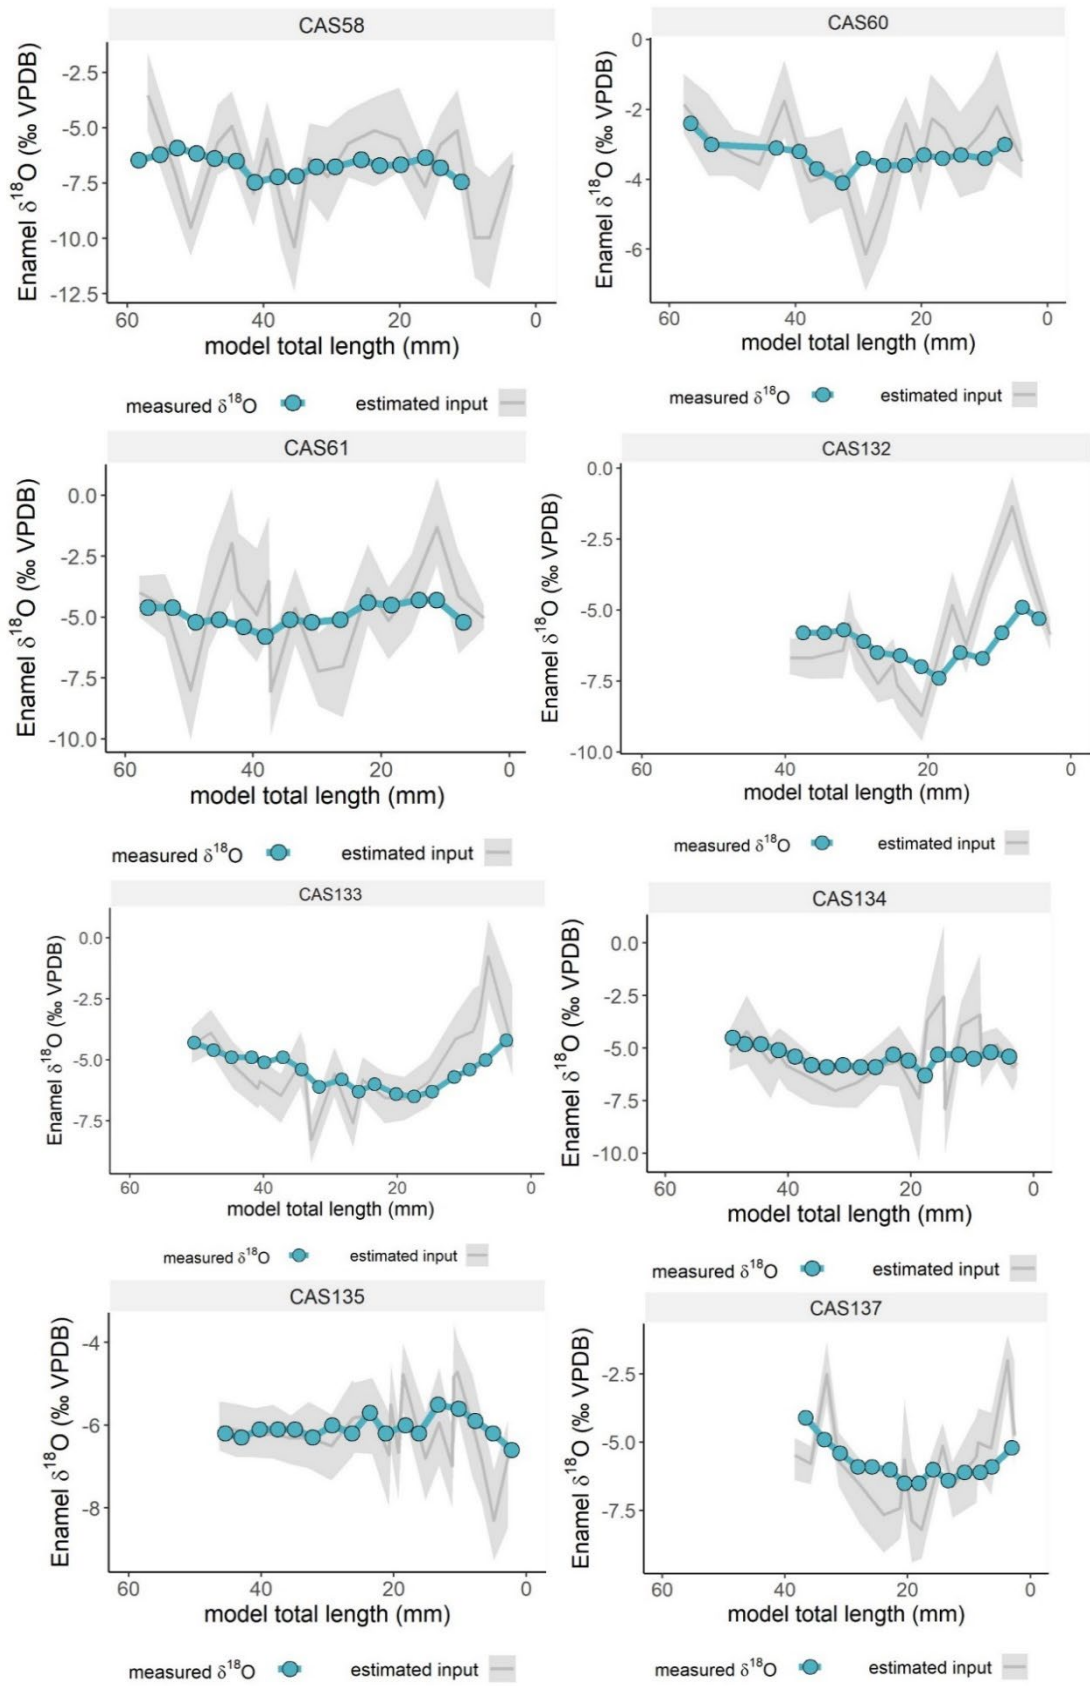 CAS58
Enamel δ18O (‰ VPDB)
-2.5
-5.0
-7.5
-10.0
-12.5
60 40 20 0
model total length (mm)
measured δ18O estimated input
CAS60
Enamel δ18O (‰ VPDB)
0
-2
-4
-6
60 40 20 0
model total length (mm)
measured δ18O estimated input
CAS61
Enamel δ18O (‰ VPDB)
0.0
-2.5
-5.0
-7.5
-10.0
60 40 20 0
model total length (mm)
measured δ18O estimated input
CAS132
Enamel δ18O (‰ VPDB)
0.0
-2.5
-5.0
-7.5
-10.0
60 40 20 0
model total length (mm)
measured δ18O estimated input
CAS133
Enamel δ18O (‰ VPDB)
0.0
-2.5
-5.0
-7.5
60 40 20 0
model total length (mm)
measured δ18O estimated input
CAS134
Enamel δ18O (‰ VPDB)
0.0
-2.5
-5.0
-7.5
-10.0
60 40 20 0
model total length (mm)
measured δ18O estimated input
CAS135
Enamel δ18O (‰ VPDB)
-4
-6
-8
60 40 20 0
model total length (mm)
measured δ18O estimated input
CAS137
Enamel δ18O (‰ VPDB)
-2.5
-5.0
-7.5
60 40 20 0
model total length (mm)
measured δ18O estimated input